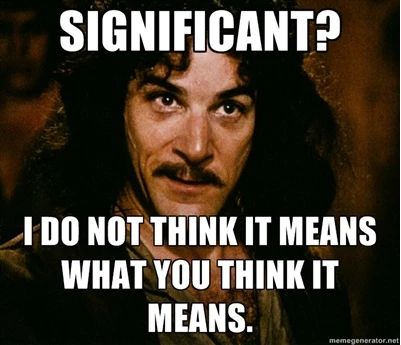 SIGNIFICANT?
I DO NOT THINK IT MEANS
WHAT YOU THINK IT
MEANS.
memegenerator.net